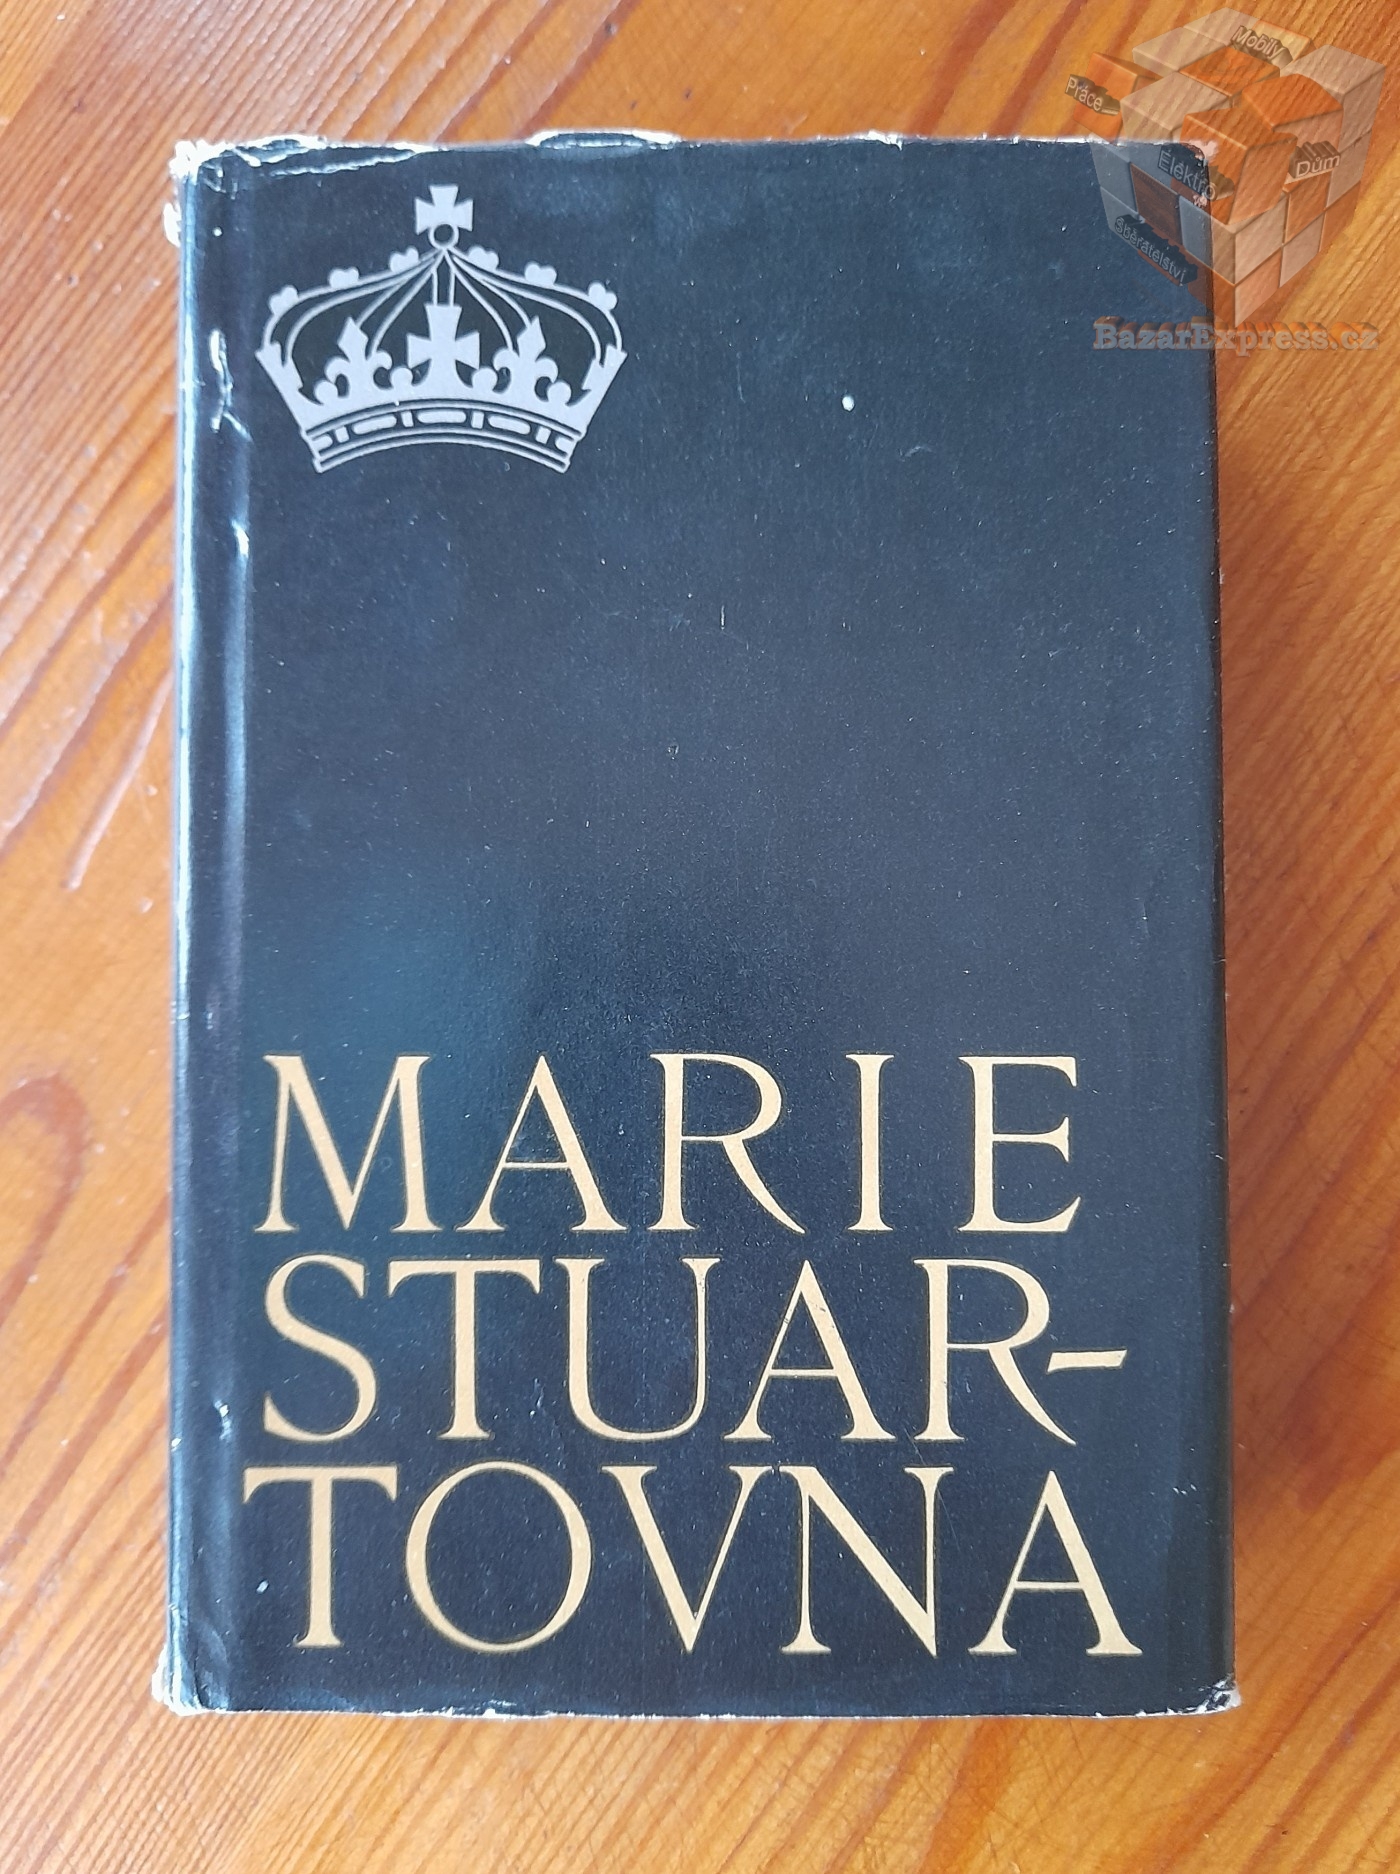 Mobily
Práce
Elektro
Dům
Sběratelství
BazarExpress.cz
MARIE
STUAR-
TOVNA